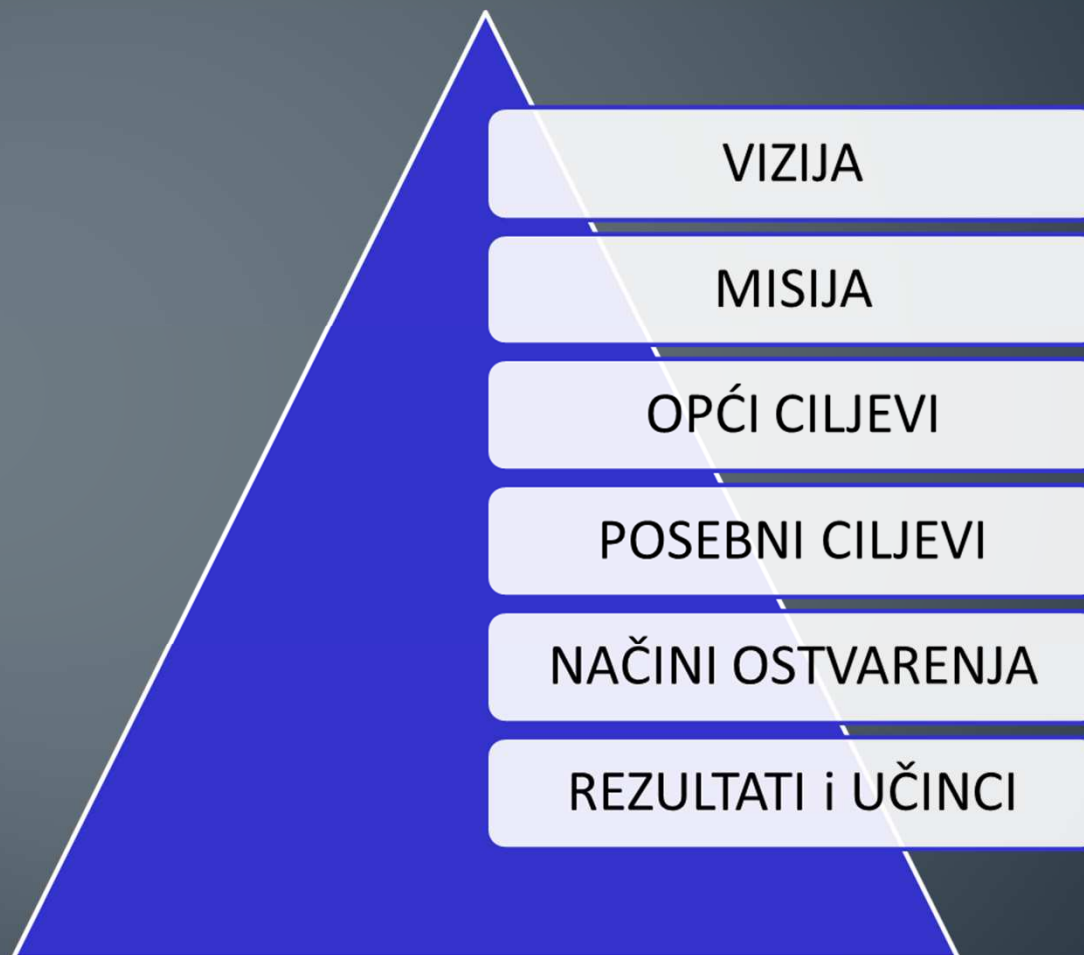 VIZIJA
MISIJA
OPĆI CILJEVI
POSEBNI CILJEVI
NAČINI OSTVARENJA
REZULTATI i UČINCI